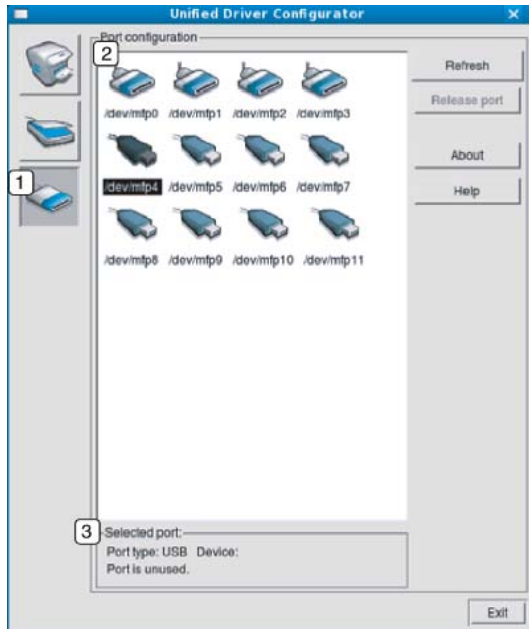 Unified Driver Configurator
Port configuration
2
/dev/mfp0 /dev/mfp1 /dev/mfp2 /dev/mfp3
/dev/mfp4 /dev/mfp5 /dev/mfp6 /dev/mfp7
/dev/mfp8 /dev/mfp9 /dev/mfp10 /dev/mfp11
Refresh
Release port
About
Help
1
3
Selected port:
Port type: USB Device:
Port is unused.
Exit